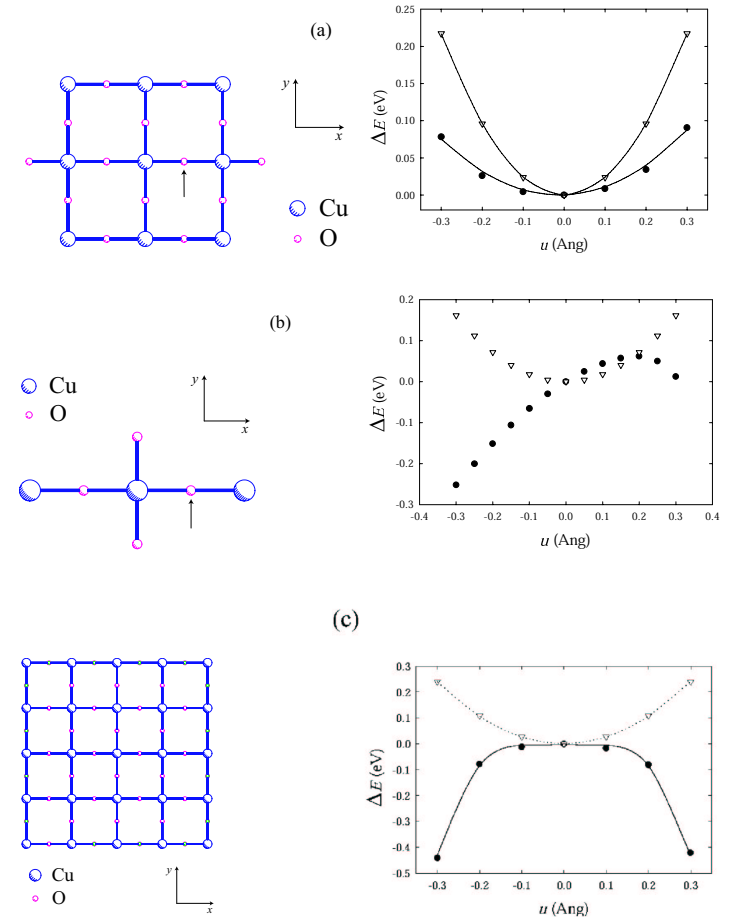 (a)
y
x
Cu
O
0.25
0.20
0.15
0.10
0.05
0.00
ΔE (eV)
-0.3 -0.2 -0.1 0.0 0.1 0.2 0.3
u (Ang)
(b)
Cu
O
y
x
0.2
0.1
0.0
-0.1
-0.2
-0.3
ΔE (eV)
-0.4 -0.3 -0.2 -0.1 0.0 0.1 0.2 0.3 0.4
u (Ang)
(c)
Cu
O
y
x
0.3
0.2
0.1
0.0
-0.1
-0.2
-0.3
-0.4
-0.5
ΔE (eV)
-0.3 -0.2 -0.1 0.0 0.1 0.2 0.3
u (Ang)